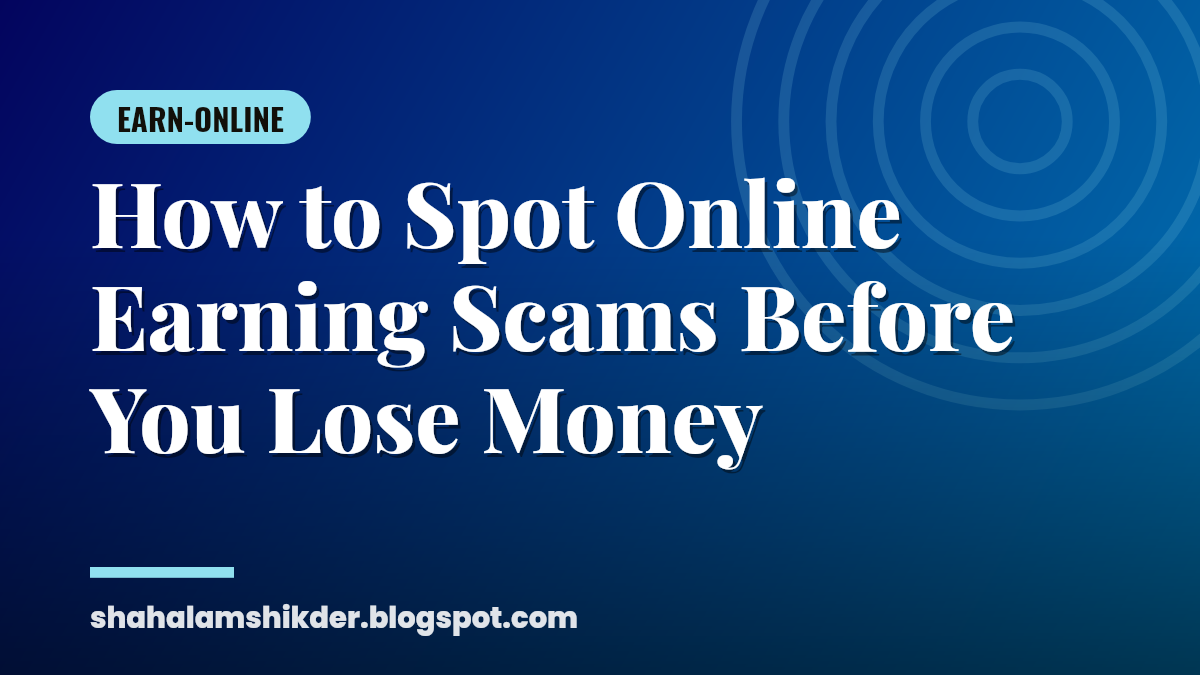 EARN-ONLINE
How to Spot Online
Earning Scams Before
You Lose Money
shahalamshikder.blogspot.com